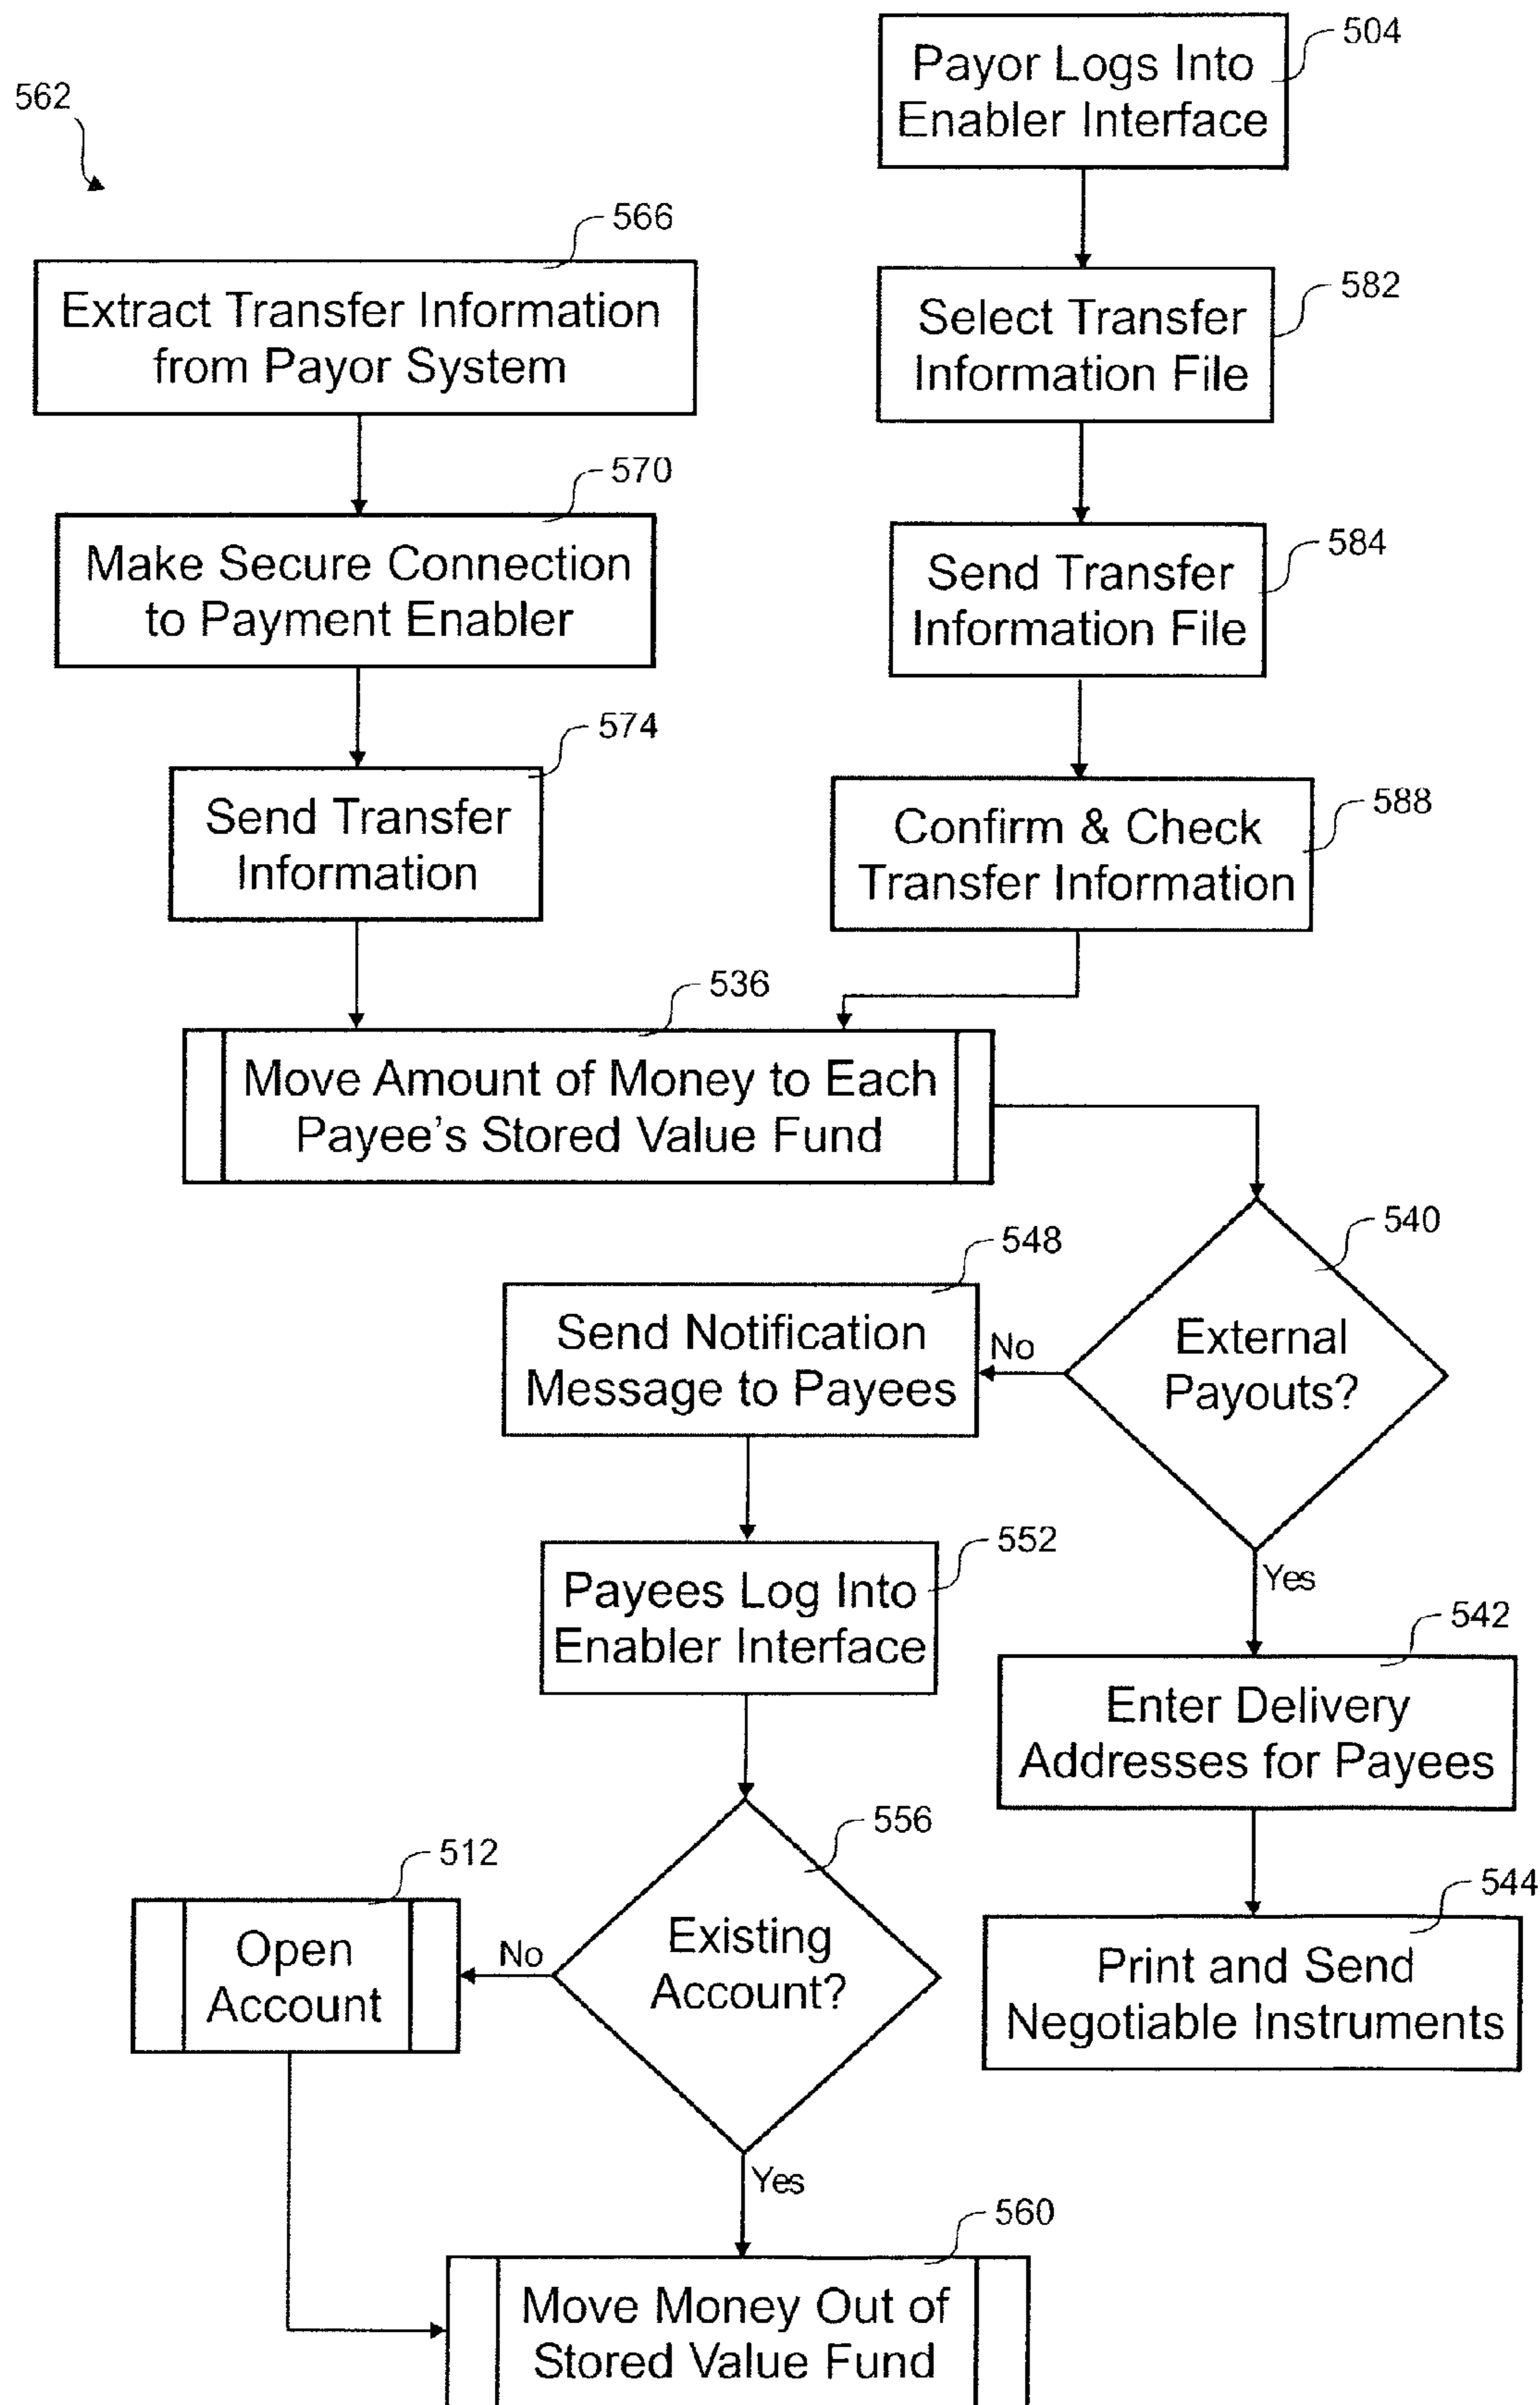 504
Payor Logs Into
Enabler Interface
562
566
Extract Transfer Information
from Payor System
582
Select Transfer
Information File
570
Make Secure Connection
to Payment Enabler
584
Send Transfer
Information File
574
Send Transfer
Information
588
Confirm & Check
Transfer Information
536
Move Amount of Money to Each
Payee's Stored Value Fund
540
External
Payouts?
548
Send Notification
Message to Payees
No
Yes
552
Payees Log Into
Enabler Interface
542
Enter Delivery
Addresses for Payees
556
Existing
Account?
512
Open
Account
No
544
Print and Send
Negotiable Instruments
Yes
560
Move Money Out of
Stored Value Fund